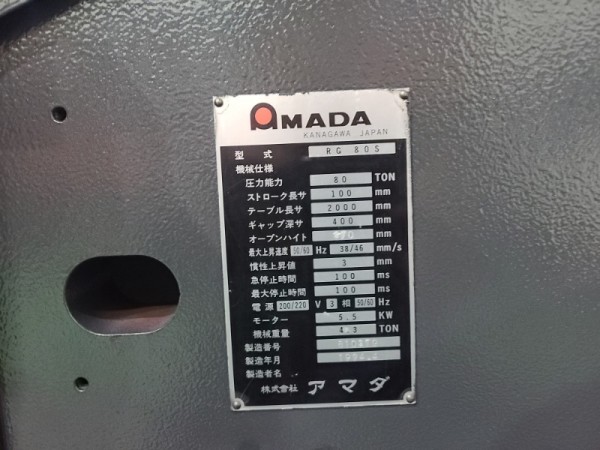 AMADA
KANAGAWA JAPAN
型式 RG 80S
機械仕様
圧力能力 80 TON
ストローク長サ 100 mm
テーブル長サ 2000 mm
ギャップ深サ 400 mm
オープンハイト mm
最大上昇速度 50/60 Hz 38/46 mm/s
慣性上昇値 3 mm
急停止時間 100 ms
最大停止時間 100 ms
電源 200/220 V 3 相 50/60 Hz
モーター 5.5 KW
機械重量 TON
製造番号
製造年月
製造者名
株式会社 アマダ